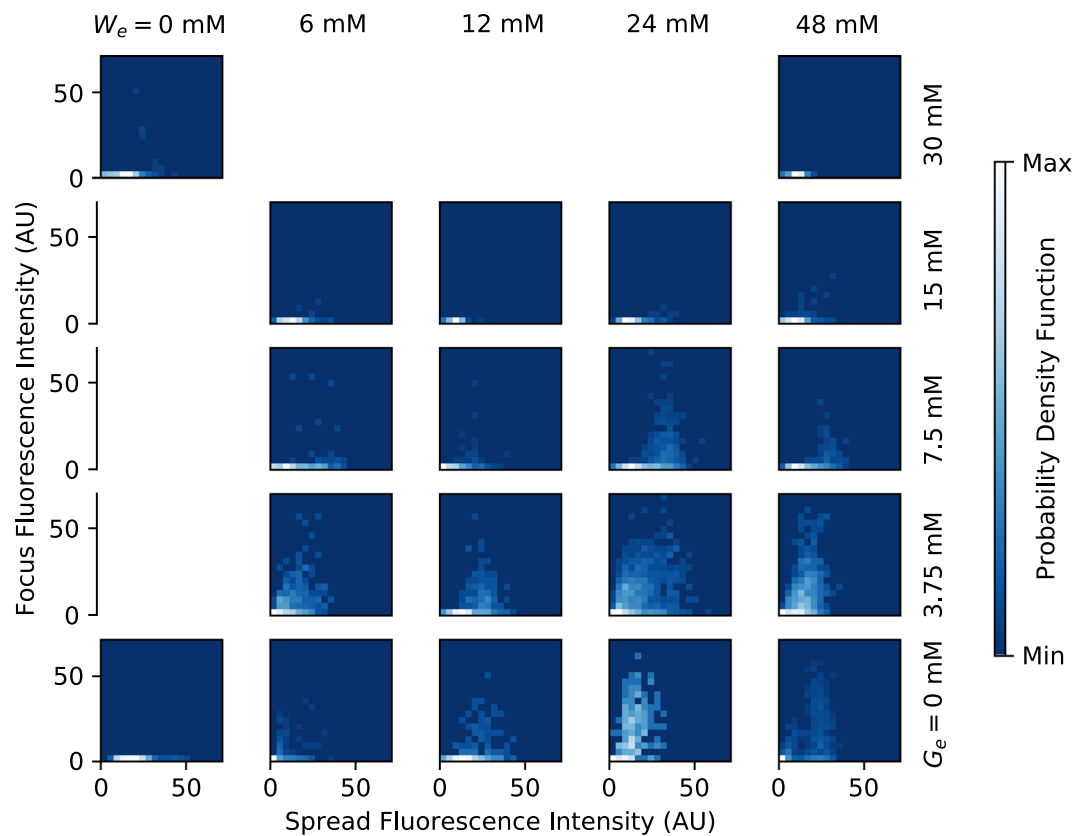 W_e = 0 mM 6 mM 12 mM 24 mM 48 mM
50
0
30 mM
50
0
15 mM
50
0
7.5 mM
50
0
3.75 mM
50
0
G_e = 0 mM
0 50 0 50 0 50 0 50 0 50
Spread Fluorescence Intensity (AU)
Focus Fluorescence Intensity (AU)
Max
Probability Density Function
Min